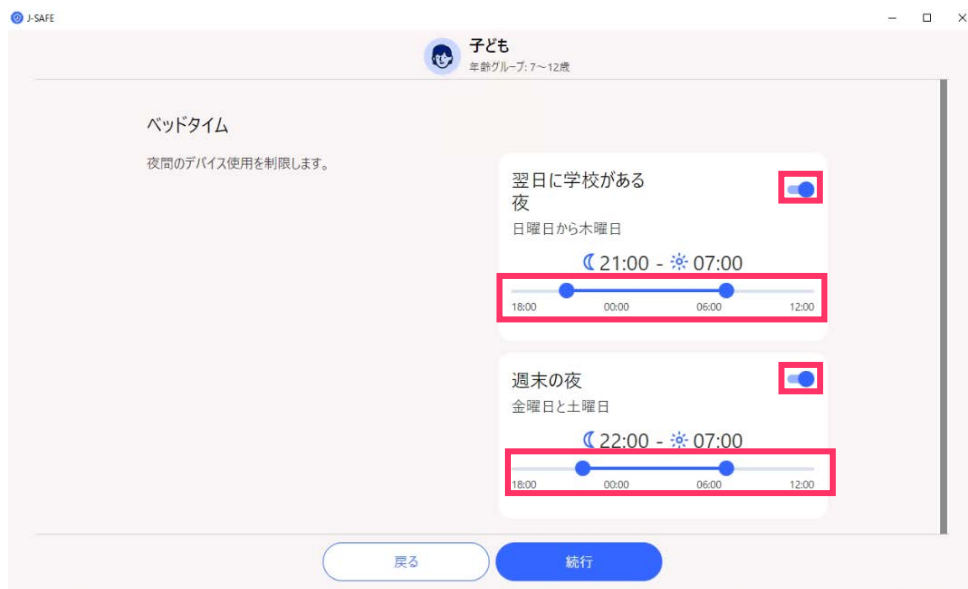 J-SAFE
子ども
年齢グループ: 7～12歳
ベッドタイム
夜間のデバイス使用を制限します。
翌日に学校がある
夜
日曜日から木曜日
21:00 - 07:00
18:00 00:00 06:00 12:00
週末の夜
金曜日と土曜日
22:00 - 07:00
18:00 00:00 06:00 12:00
戻る 続行